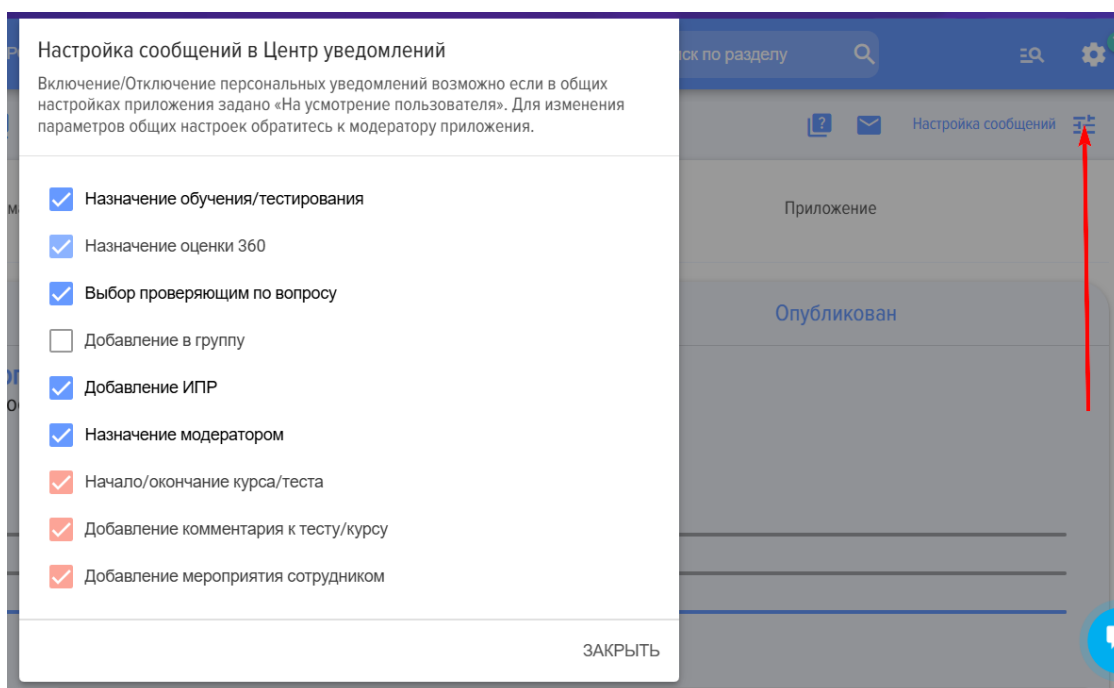 Настройка сообщений в Центр уведомлений
Включение/Отключение персональных уведомлений возможно если в общих
настройках приложения задано «На усмотрение пользователя». Для изменения
параметров общих настроек обратитесь к модератору приложения.
Назначение обучения/тестирования
Назначение оценки 360
Выбор проверяющим по вопросу
Добавление в группу
Добавление ИПР
Назначение модератором
Начало/окончание курса/теста
Добавление комментария к тесту/курсу
Добавление мероприятия сотрудником
ЗАКРЫТЬ
по разделу
Настройка сообщений
Приложение
Опубликован